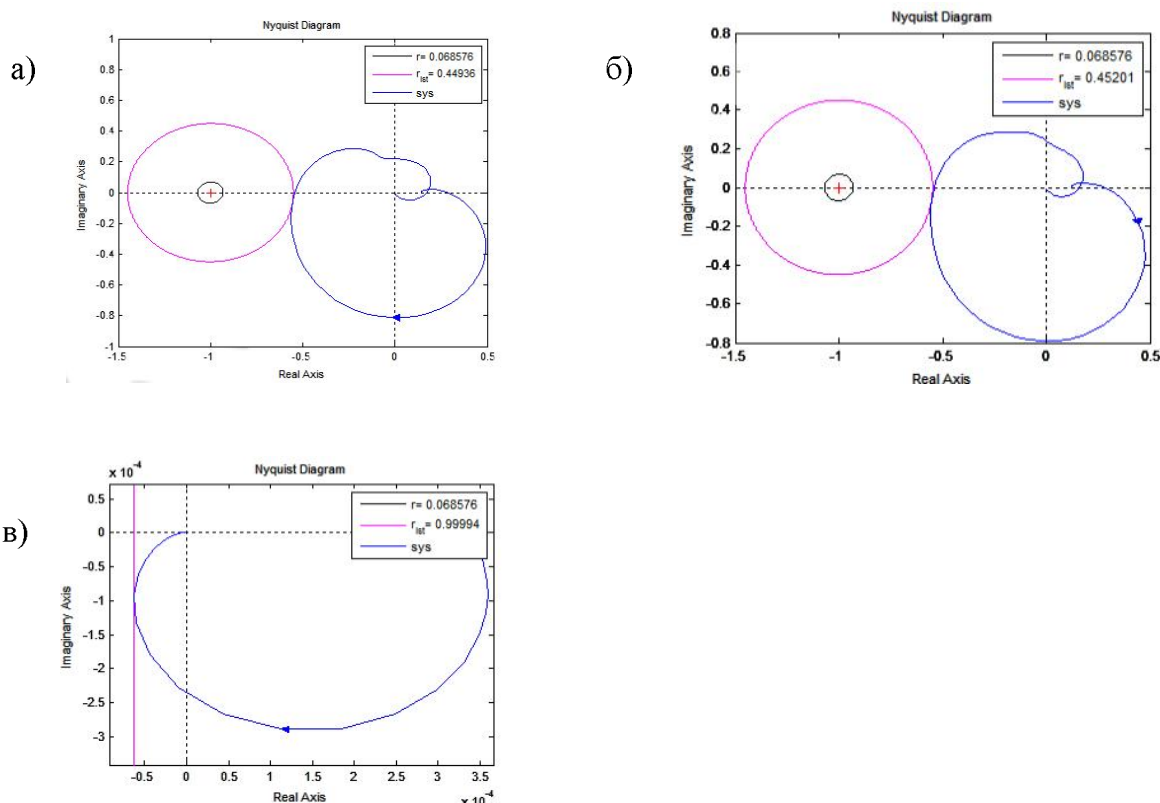 а)
Nyquist Diagram
r= 0.068576
r_ist= 0.44936
sys
Imaginary Axis
1
0.8
0.6
0.4
0.2
0
-0.2
-0.4
-0.6
-0.8
-1
-1.5 -1 -0.5 0 0.5
Real Axis
б)
Nyquist Diagram
r= 0.068576
r_ist= 0.45201
sys
Imaginary Axis
0.8
0.6
0.4
0.2
0
-0.2
-0.4
-0.6
-0.8
-1.5 -1 -0.5 0 0.5
Real Axis
в)
x 10⁻⁴
Nyquist Diagram
r= 0.068576
r_ist= 0.99994
sys
Imaginary Axis
0.5
0
-0.5
-1
-1.5
-2
-2.5
-3
-0.5 0 0.5 1 1.5 2 2.5 3 3.5
Real Axis
x 10⁻⁴